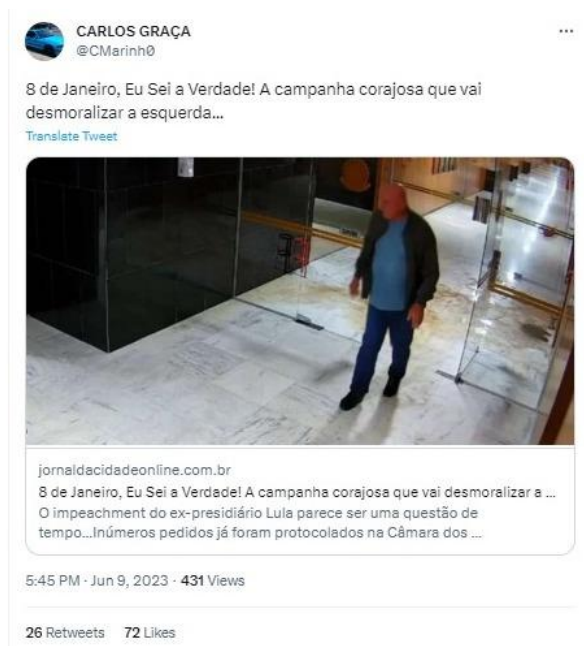 CARLOS GRAÇA
@CMarinh0
8 de Janeiro, Eu Sei a Verdade! A campanha corajosa que vai
desmoralizar a esquerda...
Translate Tweet
jornaldacidadeonline.com.br
8 de Janeiro, Eu Sei a Verdade! A campanha corajosa que vai desmoralizar a ...
O impeachment do ex-presidiário Lula parece ser uma questão de
tempo...Inúmeros pedidos já foram protocolados na Câmara dos ...
5:45 PM · Jun 9, 2023 · 431 Views
26 Retweets 72 Likes